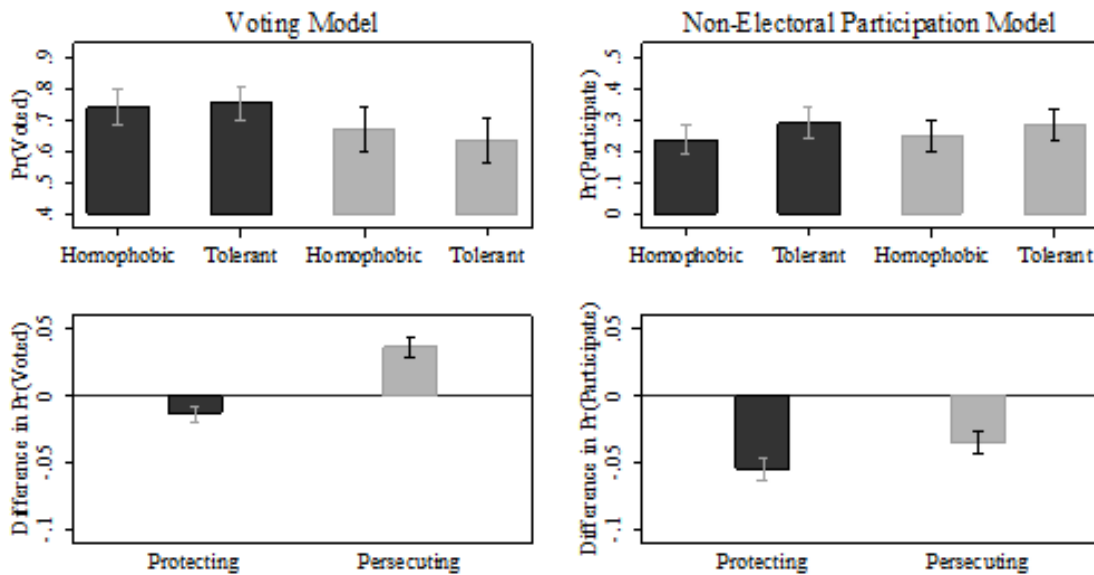 Voting Model
Pr(Voted)
.9
.8
.7
.6
.5
.4
Homophobic Tolerant Homophobic Tolerant
Non-Electoral Participation Model
Pr(Participate)
.5
.4
.3
.2
.1
0
Homophobic Tolerant Homophobic Tolerant
Difference in Pr(Voted)
.05
0
-.05
-.1
Protecting Persecuting
Difference in Pr(Participate)
.05
0
-.05
-.1
Protecting Persecuting